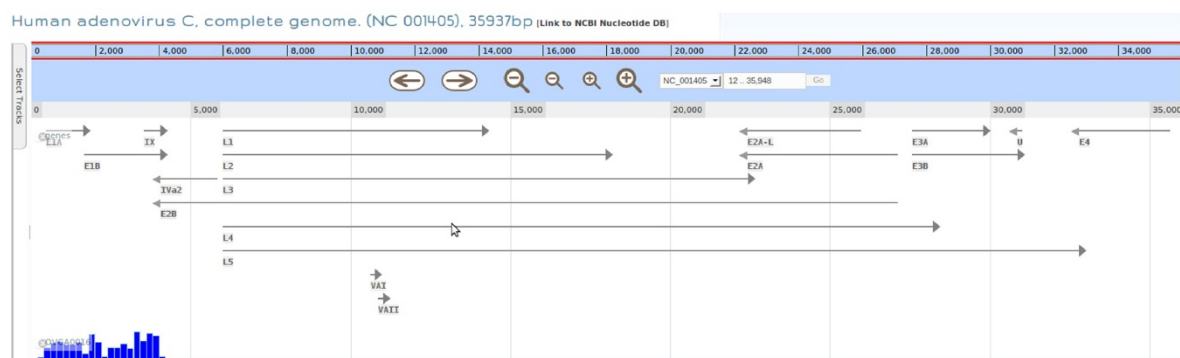 Human adenovirus C, complete genome. (NC 001405), 35937bp [Link to NCBI Nucleotide DB]
0 2,000 4,000 6,000 8,000 10,000 12,000 14,000 16,000 18,000 20,000 22,000 24,000 26,000 28,000 30,000 32,000 34,000
Select Tracks
NC_001405 12 .. 35,948 Go
0 5,000 10,000 15,000 20,000 25,000 30,000 35,000
genes
E1A IX L1 E2A-L E3A U E4
E1B L2 E2A E3B
IVa2 L3
E2B
L4
L5
VAI
VAII